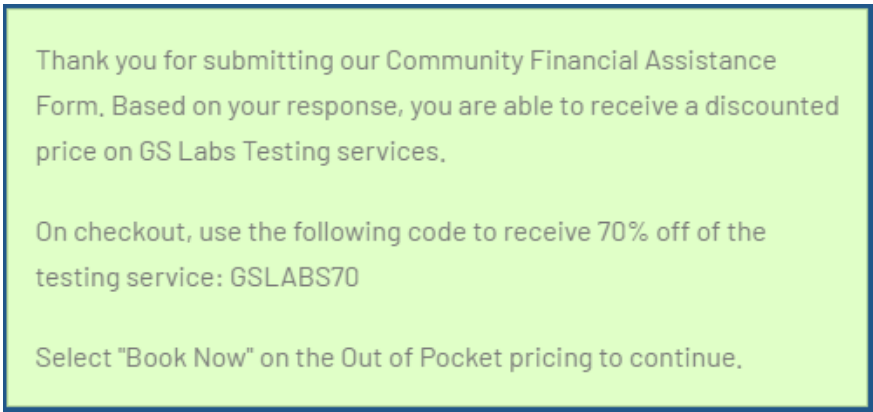 Thank you for submitting our Community Financial Assistance
Form. Based on your response, you are able to receive a discounted
price on GS Labs Testing services.
On checkout, use the following code to receive 70% off of the
testing service: GSLABS70
Select "Book Now" on the Out of Pocket pricing to continue.